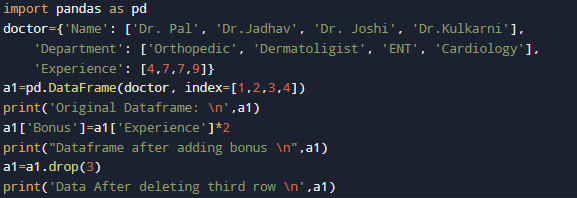 import pandas as pd
doctor={'Name': ['Dr. Pal', 'Dr.Jadhav', 'Dr. Joshi', 'Dr.Kulkarni'],
    'Department': ['Orthopedic', 'Dermatoligist', 'ENT', 'Cardiology'],
    'Experience': [4,7,7,9]}
a1=pd.DataFrame(doctor, index=[1,2,3,4])
print('Original Dataframe: \n',a1)
a1['Bonus']=a1['Experience']*2
print("Dataframe after adding bonus \n",a1)
a1=a1.drop(3)
print('Data After deleting third row \n',a1)